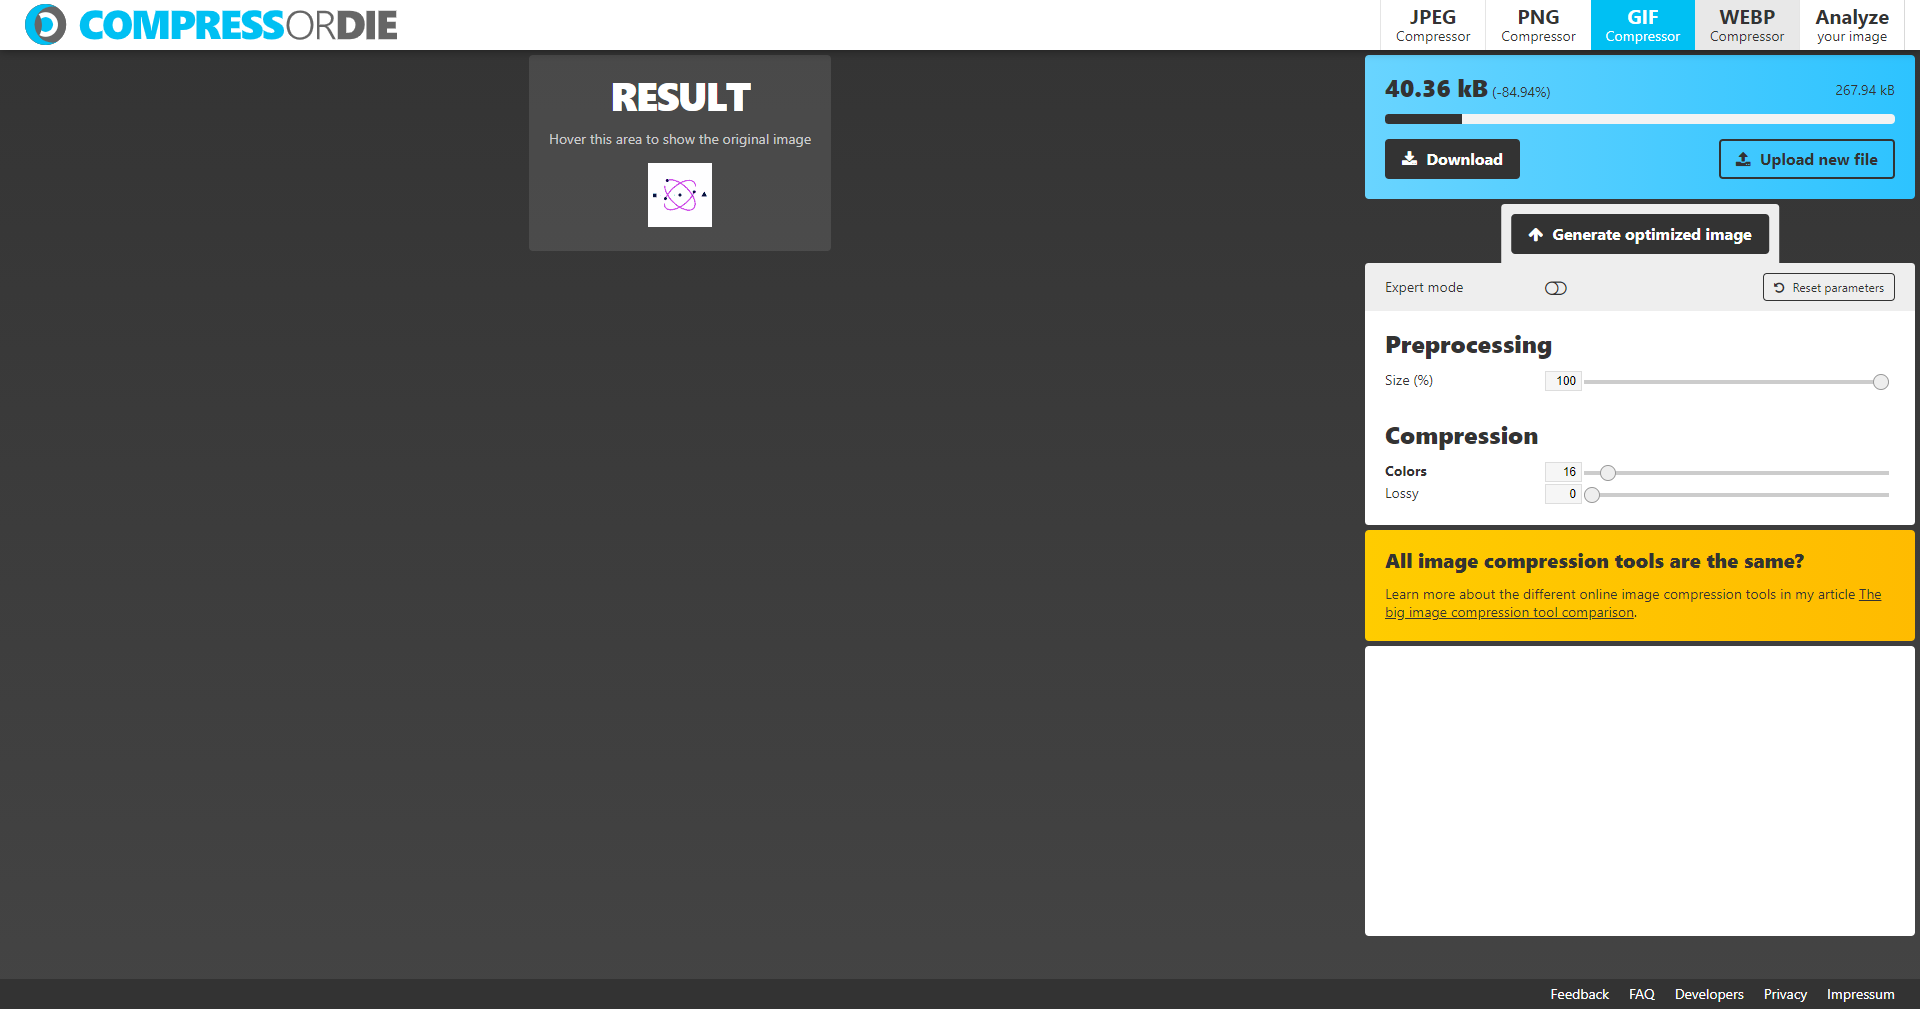 COMPRESSORDIE
JPEG
Compressor
PNG
Compressor
GIF
Compressor
WEBP
Compressor
Analyze
your image
RESULT
Hover this area to show the original image
40.36 kB (-84.94%)
267.94 kB
Download
Upload new file
Generate optimized image
Expert mode
Reset parameters
Preprocessing
Size (%)
100
Compression
Colors
16
Lossy
0
All image compression tools are the same?
Learn more about the different online image compression tools in my article The
big image compression tool comparison.
Feedback
FAQ
Developers
Privacy
Impressum